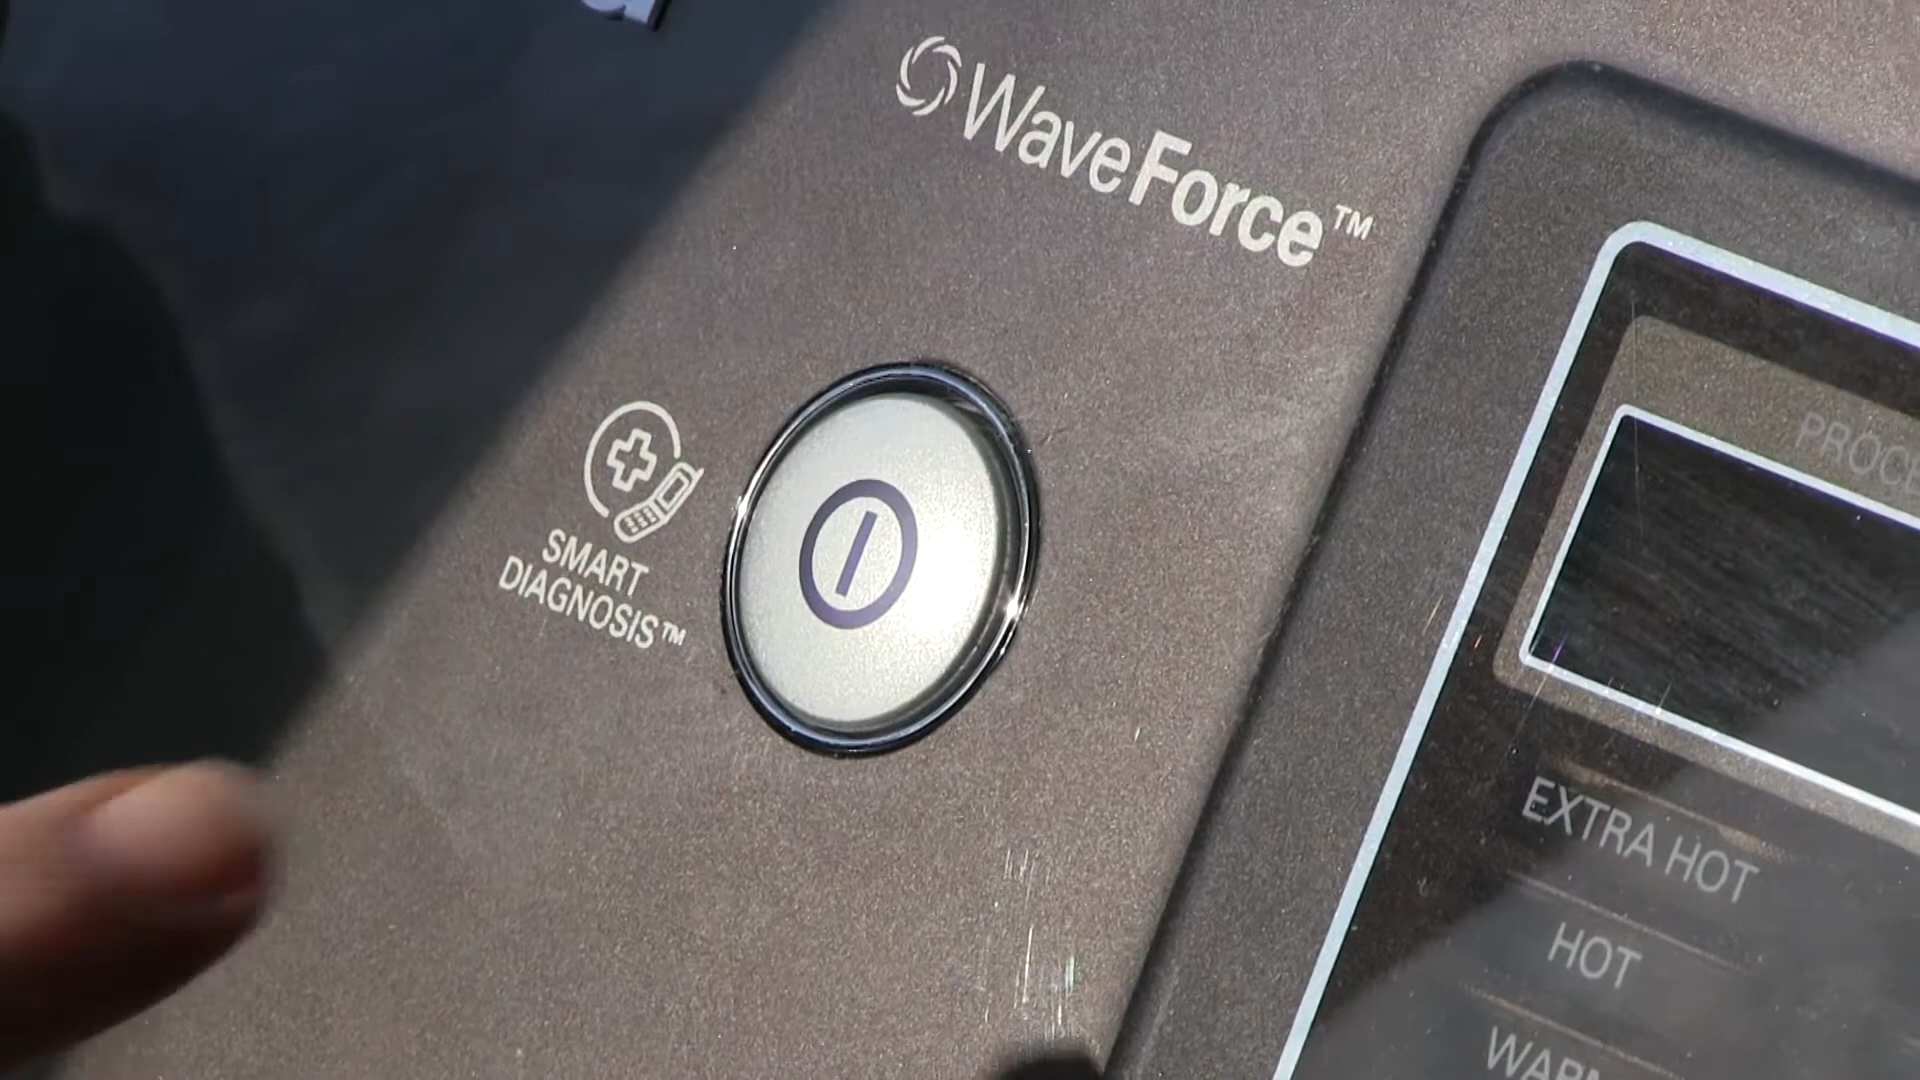 WaveForce™
SMART
DIAGNOSIS™
EXTRA HOT
HOT